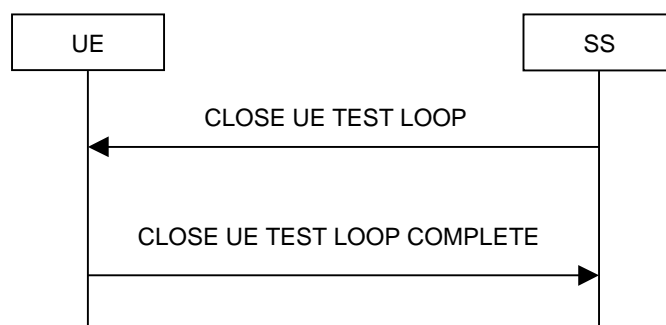 UE
SS
CLOSE UE TEST LOOP
CLOSE UE TEST LOOP COMPLETE